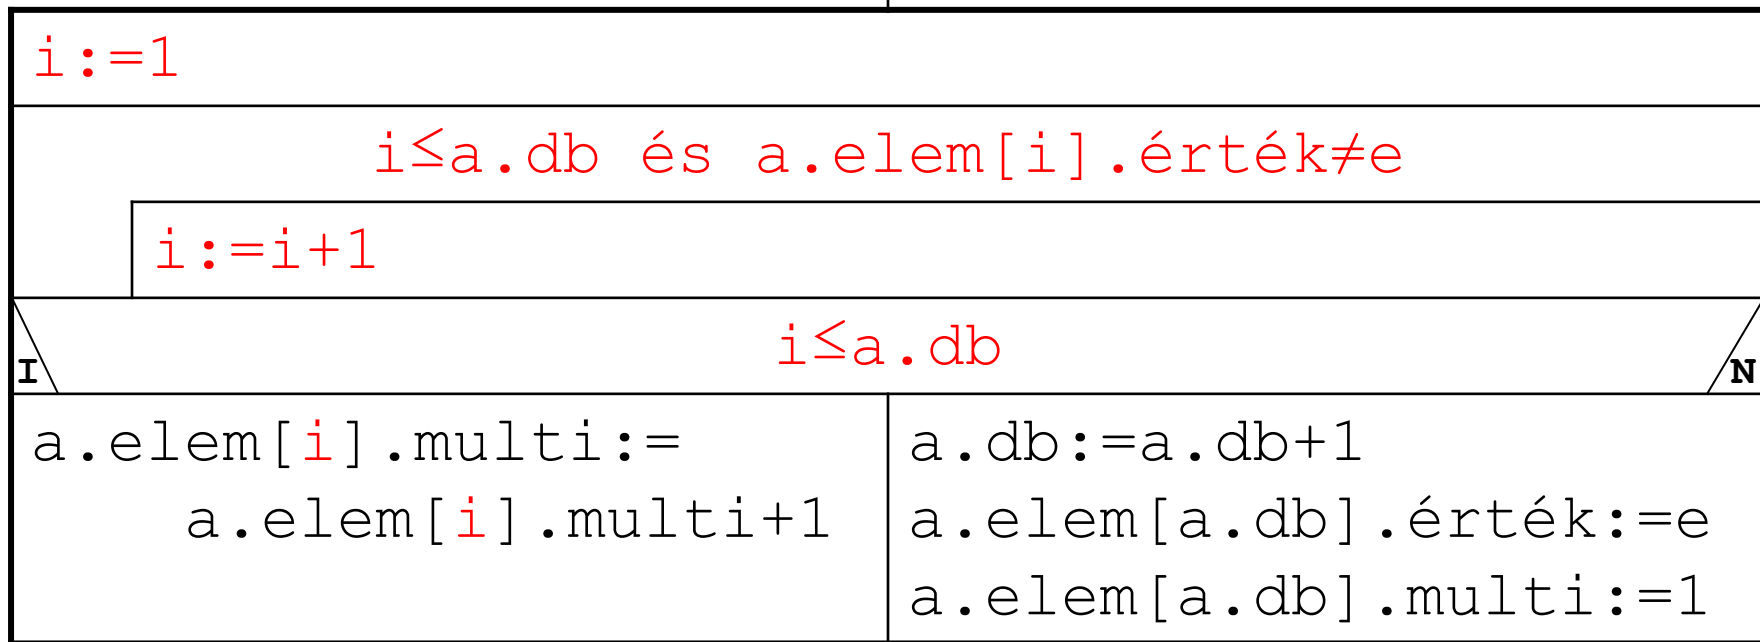 i:=1
i≤a.db és a.elem[i].érték≠e
i:=i+1
i≤a.db
I
N
a.elem[i].multi:=
a.elem[i].multi+1
a.db:=a.db+1
a.elem[a.db].érték:=e
a.elem[a.db].multi:=1